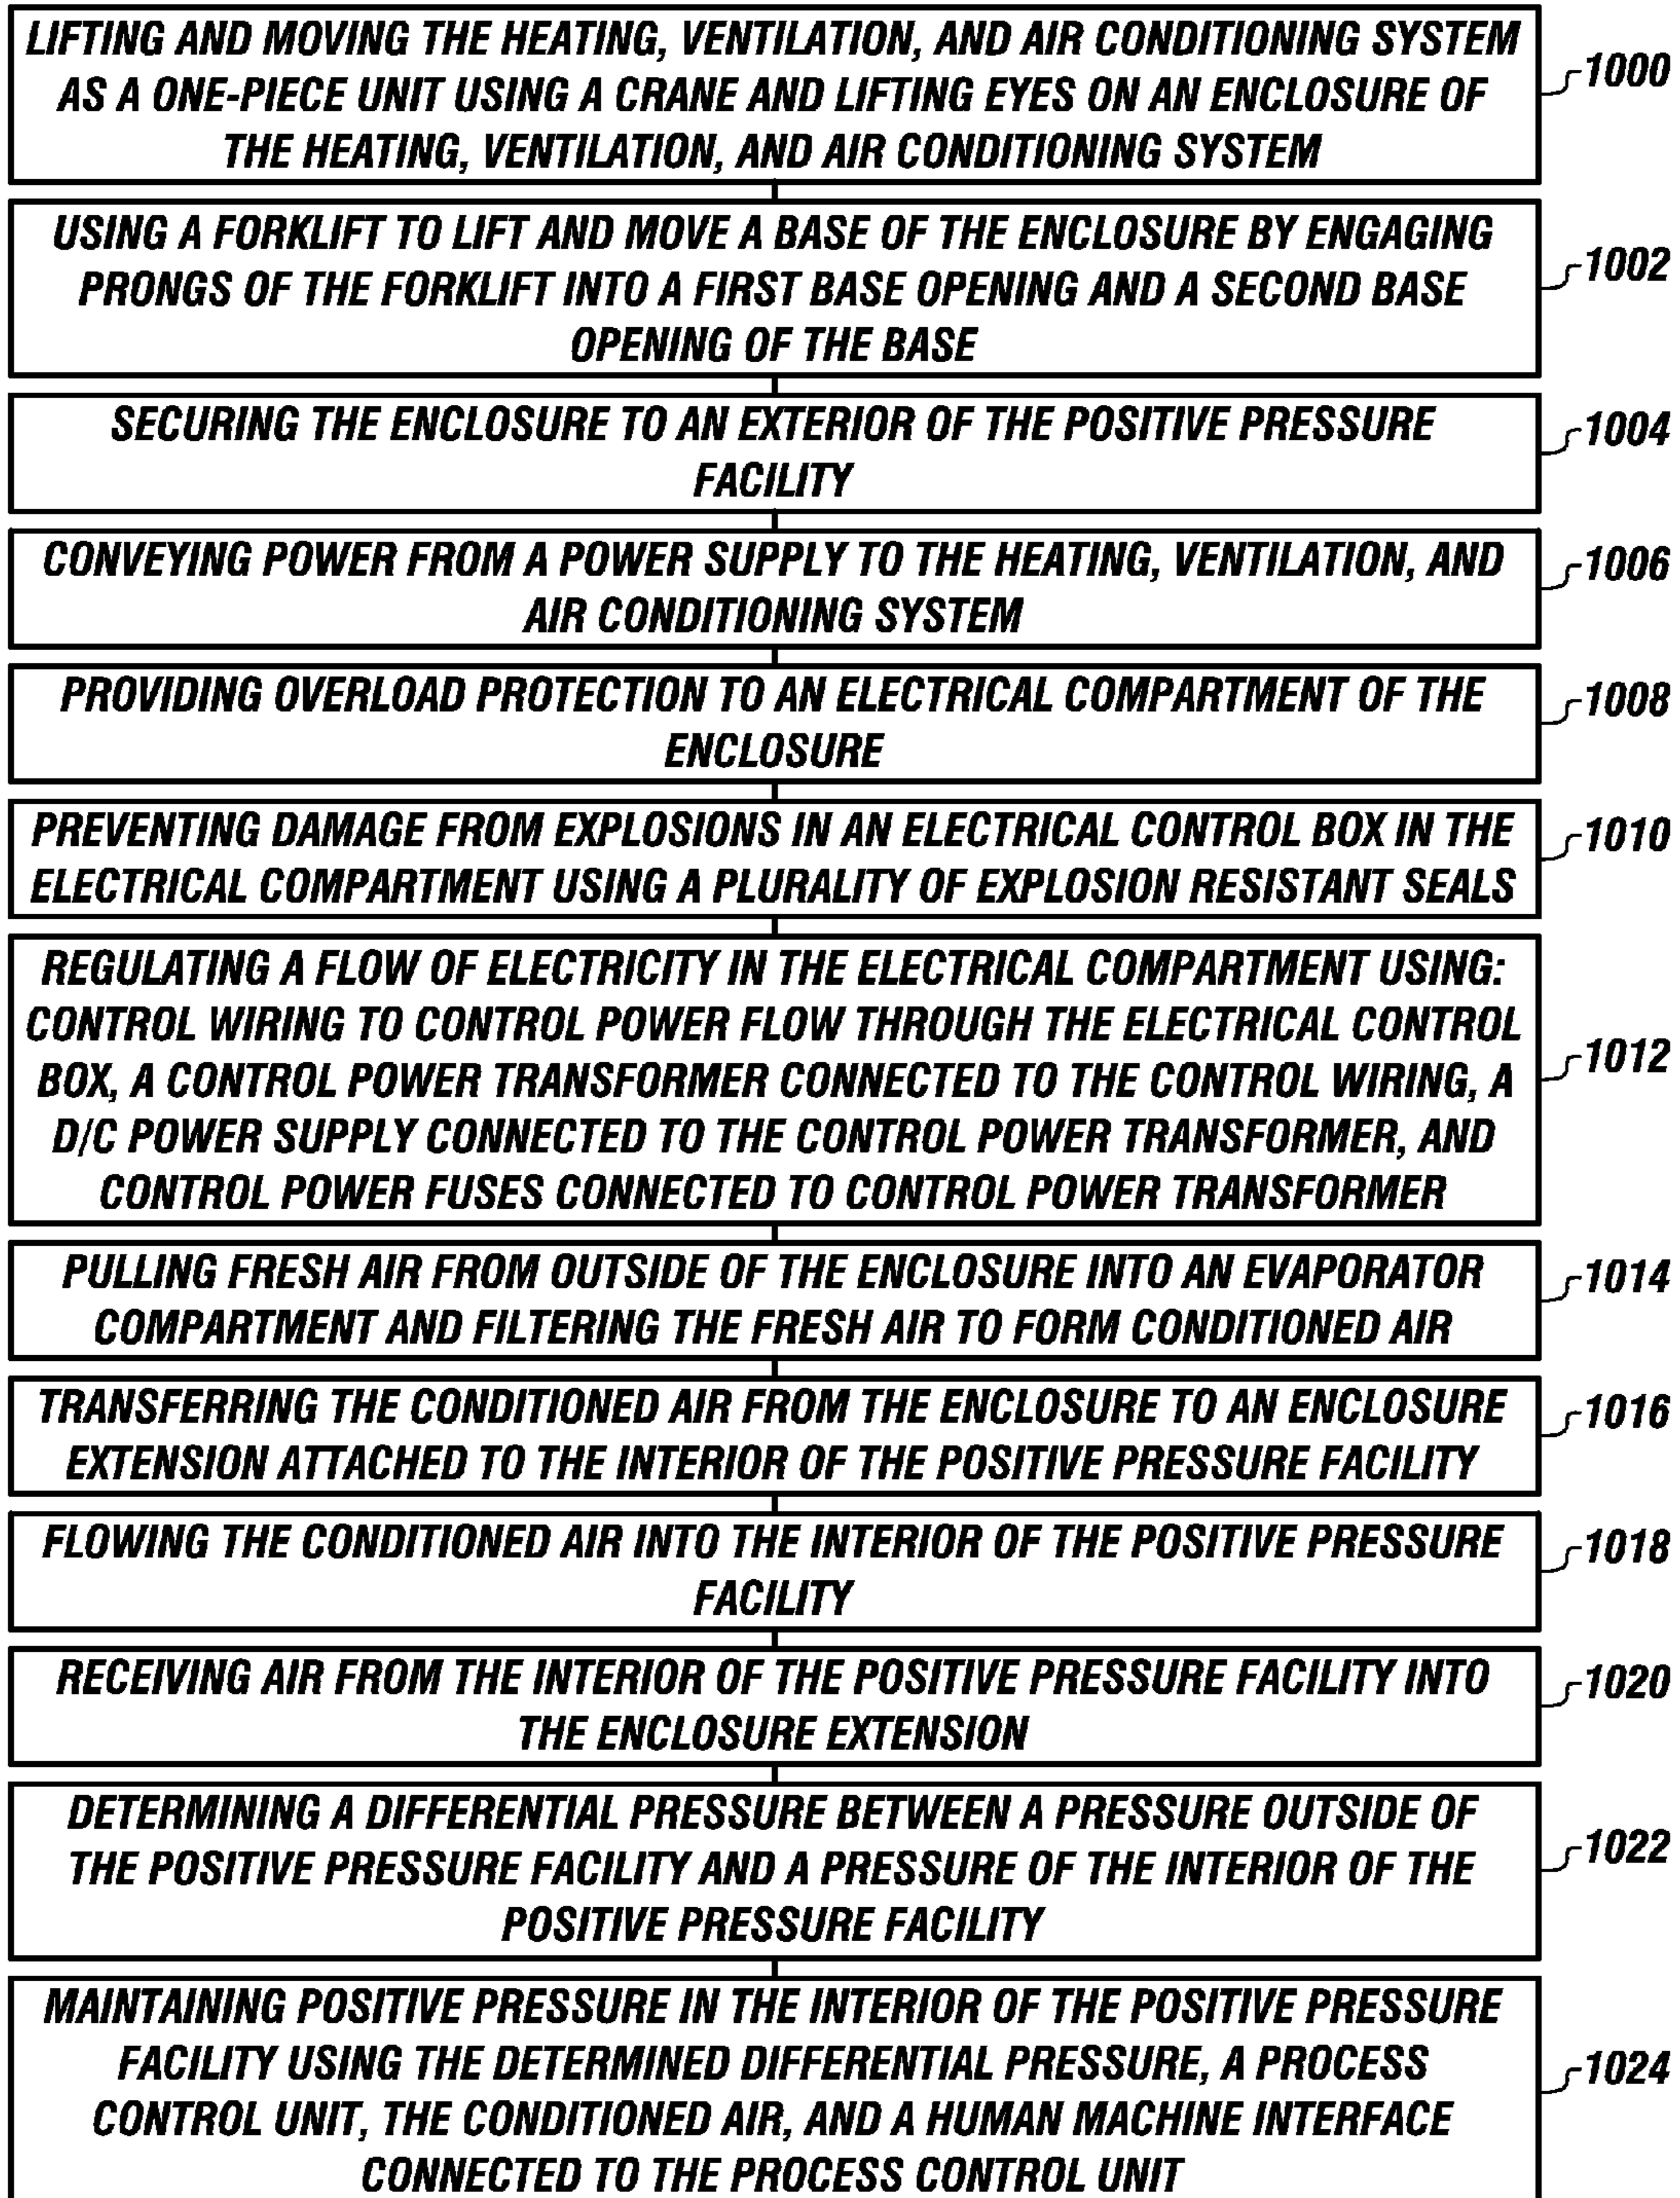 LIFTING AND MOVING THE HEATING, VENTILATION, AND AIR CONDITIONING SYSTEM
AS A ONE-PIECE UNIT USING A CRANE AND LIFTING EYES ON AN ENCLOSURE OF
THE HEATING, VENTILATION, AND AIR CONDITIONING SYSTEM
1000
USING A FORKLIFT TO LIFT AND MOVE A BASE OF THE ENCLOSURE BY ENGAGING
PRONGS OF THE FORKLIFT INTO A FIRST BASE OPENING AND A SECOND BASE
OPENING OF THE BASE
1002
SECURING THE ENCLOSURE TO AN EXTERIOR OF THE POSITIVE PRESSURE
FACILITY
1004
CONVEYING POWER FROM A POWER SUPPLY TO THE HEATING, VENTILATION, AND
AIR CONDITIONING SYSTEM
1006
PROVIDING OVERLOAD PROTECTION TO AN ELECTRICAL COMPARTMENT OF THE
ENCLOSURE
1008
PREVENTING DAMAGE FROM EXPLOSIONS IN AN ELECTRICAL CONTROL BOX IN THE
ELECTRICAL COMPARTMENT USING A PLURALITY OF EXPLOSION RESISTANT SEALS
1010
REGULATING A FLOW OF ELECTRICITY IN THE ELECTRICAL COMPARTMENT USING:
CONTROL WIRING TO CONTROL POWER FLOW THROUGH THE ELECTRICAL CONTROL
BOX, A CONTROL POWER TRANSFORMER CONNECTED TO THE CONTROL WIRING, A
D/C POWER SUPPLY CONNECTED TO THE CONTROL POWER TRANSFORMER, AND
CONTROL POWER FUSES CONNECTED TO CONTROL POWER TRANSFORMER
1012
PULLING FRESH AIR FROM OUTSIDE OF THE ENCLOSURE INTO AN EVAPORATOR
COMPARTMENT AND FILTERING THE FRESH AIR TO FORM CONDITIONED AIR
1014
TRANSFERRING THE CONDITIONED AIR FROM THE ENCLOSURE TO AN ENCLOSURE
EXTENSION ATTACHED TO THE INTERIOR OF THE POSITIVE PRESSURE FACILITY
1016
FLOWING THE CONDITIONED AIR INTO THE INTERIOR OF THE POSITIVE PRESSURE
FACILITY
1018
RECEIVING AIR FROM THE INTERIOR OF THE POSITIVE PRESSURE FACILITY INTO
THE ENCLOSURE EXTENSION
1020
DETERMINING A DIFFERENTIAL PRESSURE BETWEEN A PRESSURE OUTSIDE OF
THE POSITIVE PRESSURE FACILITY AND A PRESSURE OF THE INTERIOR OF THE
POSITIVE PRESSURE FACILITY
1022
MAINTAINING POSITIVE PRESSURE IN THE INTERIOR OF THE POSITIVE PRESSURE
FACILITY USING THE DETERMINED DIFFERENTIAL PRESSURE, A PROCESS
CONTROL UNIT, THE CONDITIONED AIR, AND A HUMAN MACHINE INTERFACE
CONNECTED TO THE PROCESS CONTROL UNIT
1024